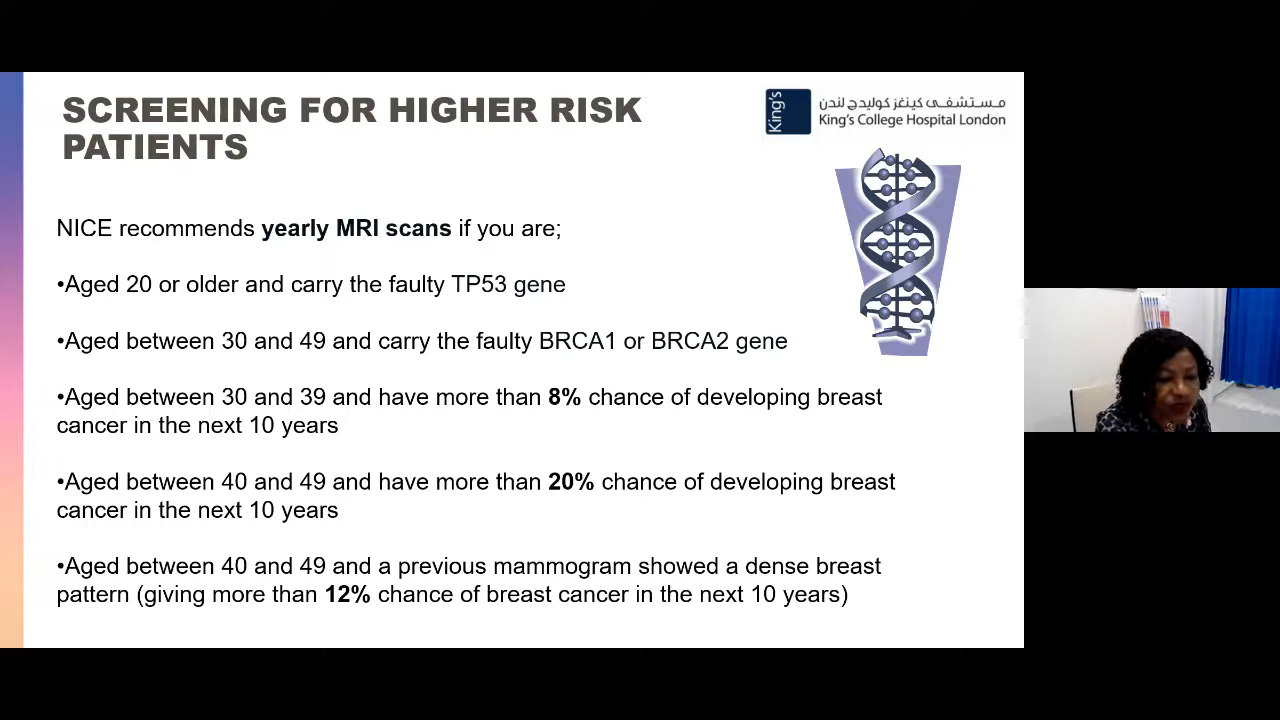 SCREENING FOR HIGHER RISK
PATIENTS
King's
مستشفى كينغز كوليدج لندن
King's College Hospital London
NICE recommends yearly MRI scans if you are;
•Aged 20 or older and carry the faulty TP53 gene
•Aged between 30 and 49 and carry the faulty BRCA1 or BRCA2 gene
•Aged between 30 and 39 and have more than 8% chance of developing breast
cancer in the next 10 years
•Aged between 40 and 49 and have more than 20% chance of developing breast
cancer in the next 10 years
•Aged between 40 and 49 and a previous mammogram showed a dense breast
pattern (giving more than 12% chance of breast cancer in the next 10 years)